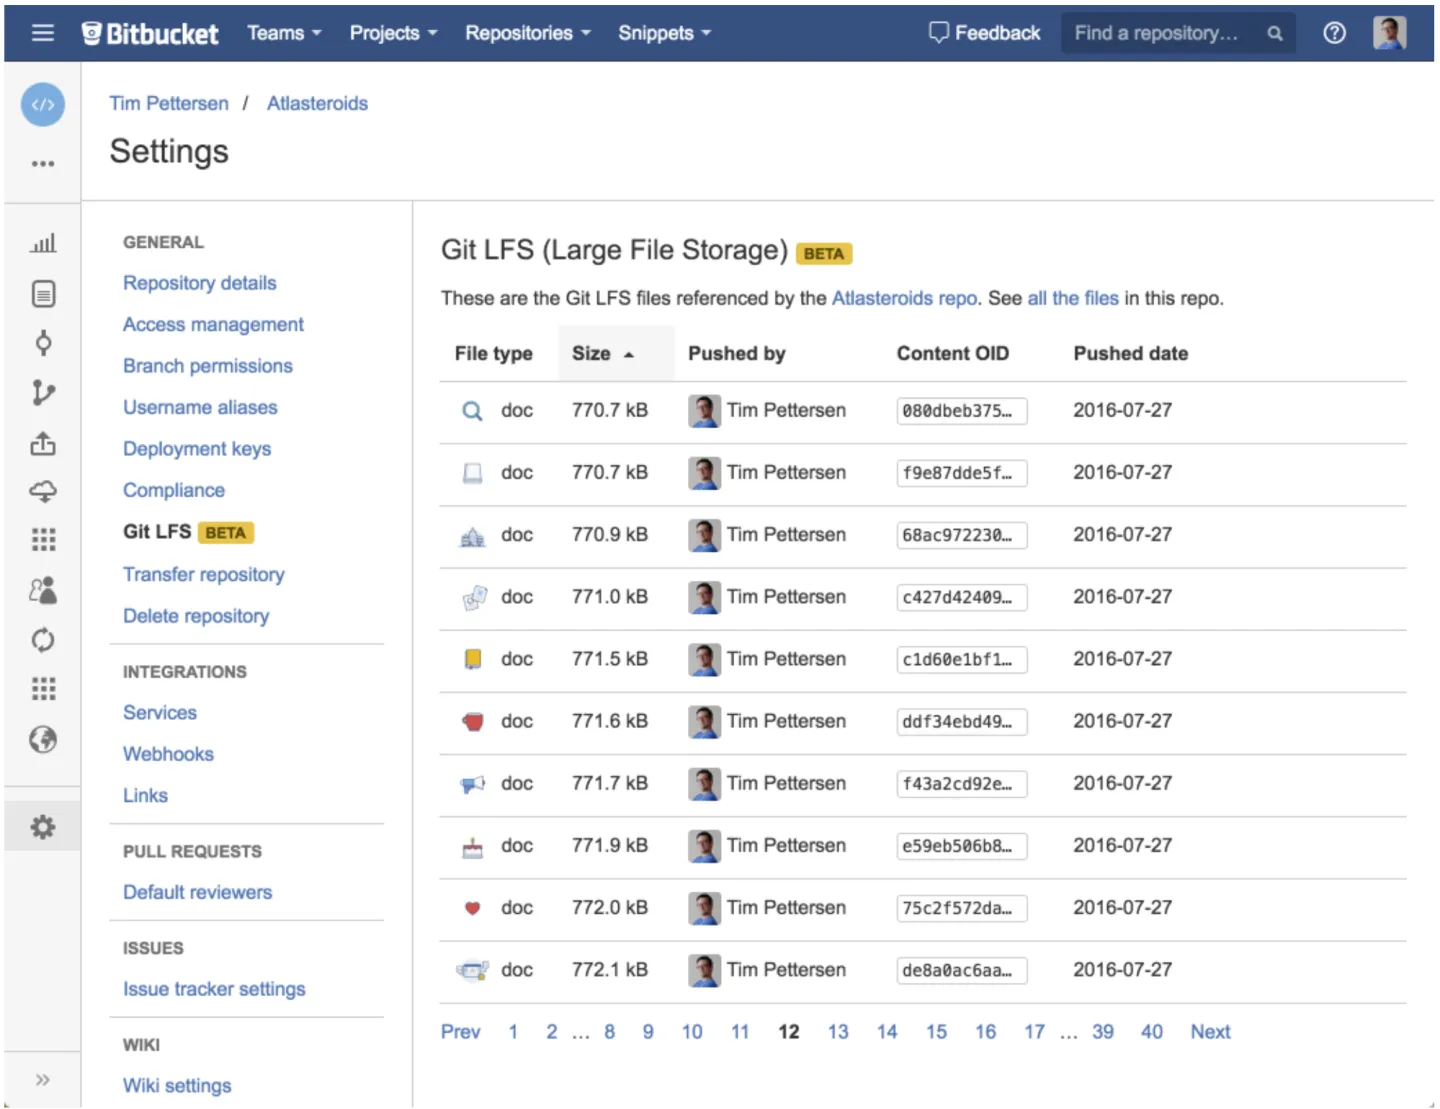 Bitbucket Teams Projects Repositories Snippets Feedback Find a repository...
Tim Pettersen / Atlasteroids
Settings
GENERAL
Repository details
Access management
Branch permissions
Username aliases
Deployment keys
Compliance
Git LFS BETA
Transfer repository
Delete repository
INTEGRATIONS
Services
Webhooks
Links
PULL REQUESTS
Default reviewers
ISSUES
Issue tracker settings
WIKI
Wiki settings
Git LFS (Large File Storage) BETA
These are the Git LFS files referenced by the Atlasteroids repo. See all the files in this repo.
File type Size Pushed by Content OID Pushed date
doc 770.7 kB Tim Pettersen 080dbeb375… 2016-07-27
doc 770.7 kB Tim Pettersen f9e87dde5f… 2016-07-27
doc 770.9 kB Tim Pettersen 68ac972230… 2016-07-27
doc 771.0 kB Tim Pettersen c427d42409… 2016-07-27
doc 771.5 kB Tim Pettersen c1d60e1bf1… 2016-07-27
doc 771.6 kB Tim Pettersen ddf34ebd49… 2016-07-27
doc 771.7 kB Tim Pettersen f43a2cd92e… 2016-07-27
doc 771.9 kB Tim Pettersen e59eb506b8… 2016-07-27
doc 772.0 kB Tim Pettersen 75c2f572da… 2016-07-27
doc 772.1 kB Tim Pettersen de8a0ac6aa… 2016-07-27
Prev 1 2 … 8 9 10 11 12 13 14 15 16 17 … 39 40 Next